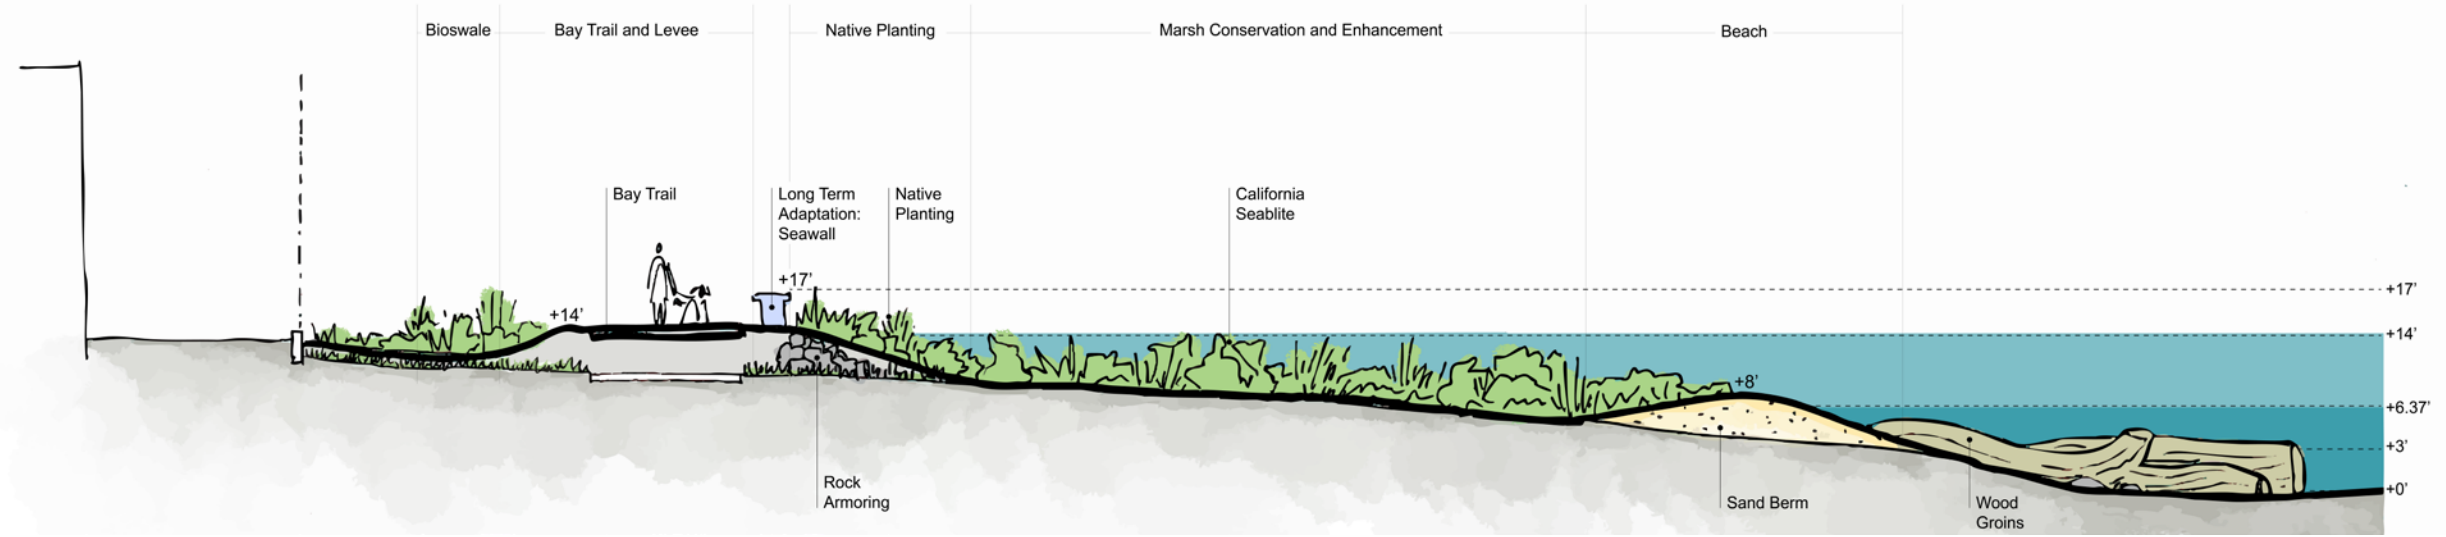 Bioswale
Bay Trail and Levee
Native Planting
Marsh Conservation and Enhancement
Beach
Bay Trail
Long Term
Adaptation:
Seawall
Native
Planting
California
Seablite
+17’
+17’
+14’
+14’
+8’
+6.37’
+3’
+0’
Rock
Armoring
Sand Berm
Wood
Groins